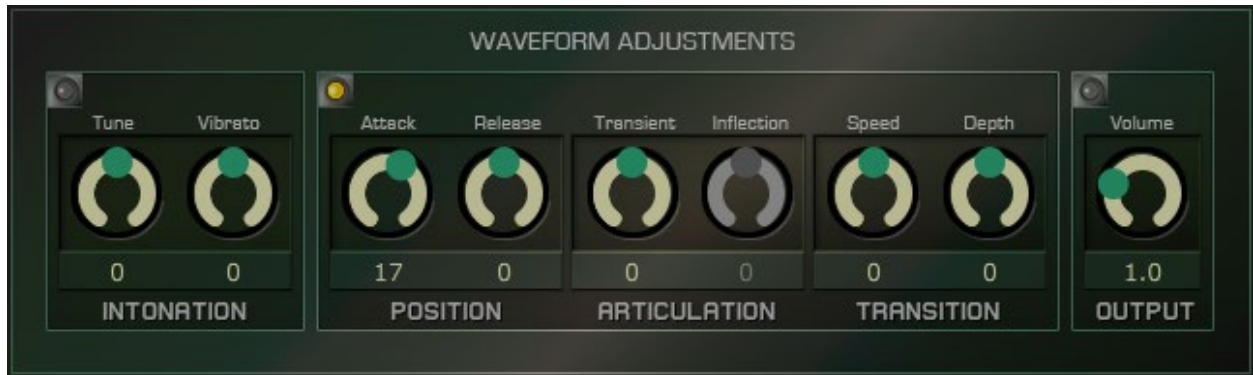 WAVEFORM ADJUSTMENTS
Tune Vibrato Attack Release Transient Inflection Speed Depth Volume
0 0 17 0 0 0 0 0 1.0
INTONATION POSITION ARTICULATION TRANSITION OUTPUT